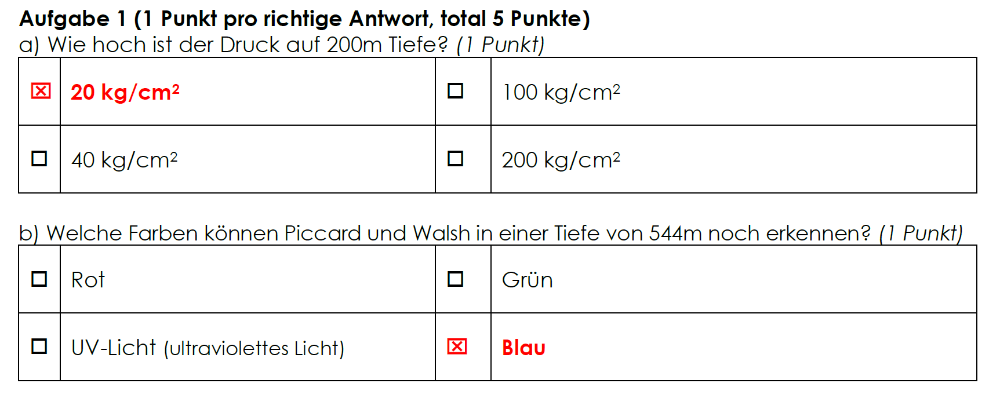 Aufgabe 1 (1 Punkt pro richtige Antwort, total 5 Punkte)
a) Wie hoch ist der Druck auf 200m Tiefe? (1 Punkt)
☒ 20 kg/cm² ☐ 100 kg/cm²
☐ 40 kg/cm² ☐ 200 kg/cm²
b) Welche Farben können Piccard und Walsh in einer Tiefe von 544m noch erkennen? (1 Punkt)
☐ Rot ☐ Grün
☐ UV-Licht (ultraviolettes Licht) ☒ Blau